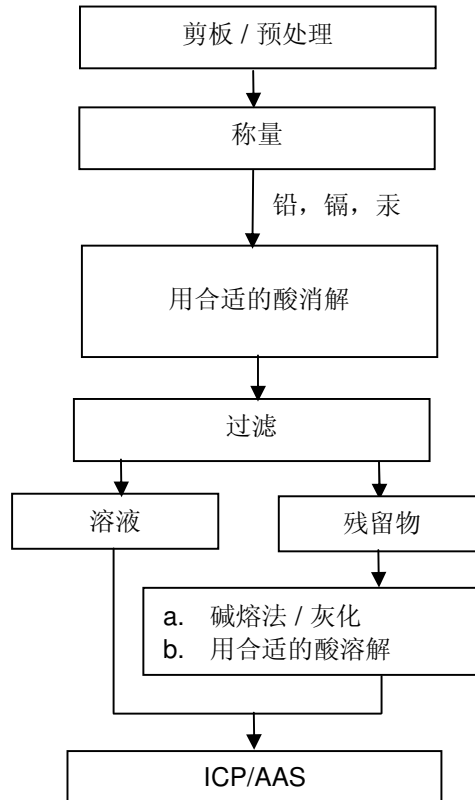 剪板 / 预处理
称量
铅，镉，汞
用合适的酸消解
过滤
溶液
残留物
a. 碱熔法 / 灰化
b. 用合适的酸溶解
ICP/AAS